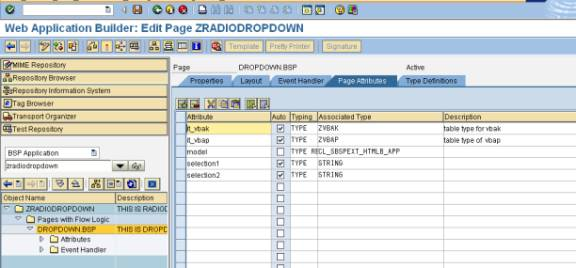 Web Application Builder: Edit Page ZRADIODROPDOWN
Template Pretty Printer Signature
MIME Repository
Repository Browser
Repository Information System
Tag Browser
Transport Organizer
Test Repository
BSP Application
zradiodropdown
Object Name Description
ZRADIODROPDOWN THIS IS RADIO
Pages with Flow Logic
DROPDOWN.BSP THIS IS DROPD
Attributes
Event Handler
Page DROPDOWN.BSP Active
Properties Layout Event Handler Page Attributes Type Definitions
Attribute Auto Typing Associated Type Description
it_vbak TYPE ZVBAK table type for vbak
it_vbap TYPE ZVBAP table type of vbap
model TYPE R
selection1 TYPE STRING
selection2 TYPE STRING